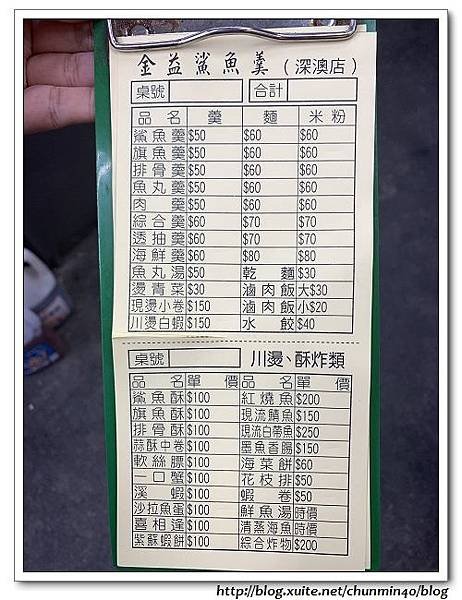 金益鯊魚羹(深澳店)
桌號 合計
品名 羹 麵 米粉
鯊魚羹 $50 $60 $60
旗魚羹 $50 $60 $60
排骨羹 $50 $60 $60
魚丸羹 $50 $60 $60
肉羹 $50 $60 $60
綜合羹 $60 $70 $70
透抽羹 $60 $70 $70
海鮮羹 $60 $80 $80
魚丸湯 $50 乾麵 $30
燙青菜 $30 滷肉飯 大$30
現燙小卷 $150 滷肉飯 小$20
川燙白蝦 $150 水餃 $40
桌號 川燙、酥炸類
品名 單價 品名 單價
鯊魚酥 $100 紅燒魚 $200
旗魚酥 $100 現流鯖魚 $150
排骨酥 $100 現流白帶魚 $250
蒜酥中卷 $100 墨魚香腸 $150
軟絲膘 $100 海菜餅 $60
一口蟹 $100 花枝排 $50
溪蝦 $100 蝦卷 $50
沙拉魚蛋 $100 鮮魚湯 時價
喜相逢 $100 清蒸海魚 時價
紫蘇蝦餅 $100 綜合炸物 $200
http://blog.xuite.net/chunmin40/blog